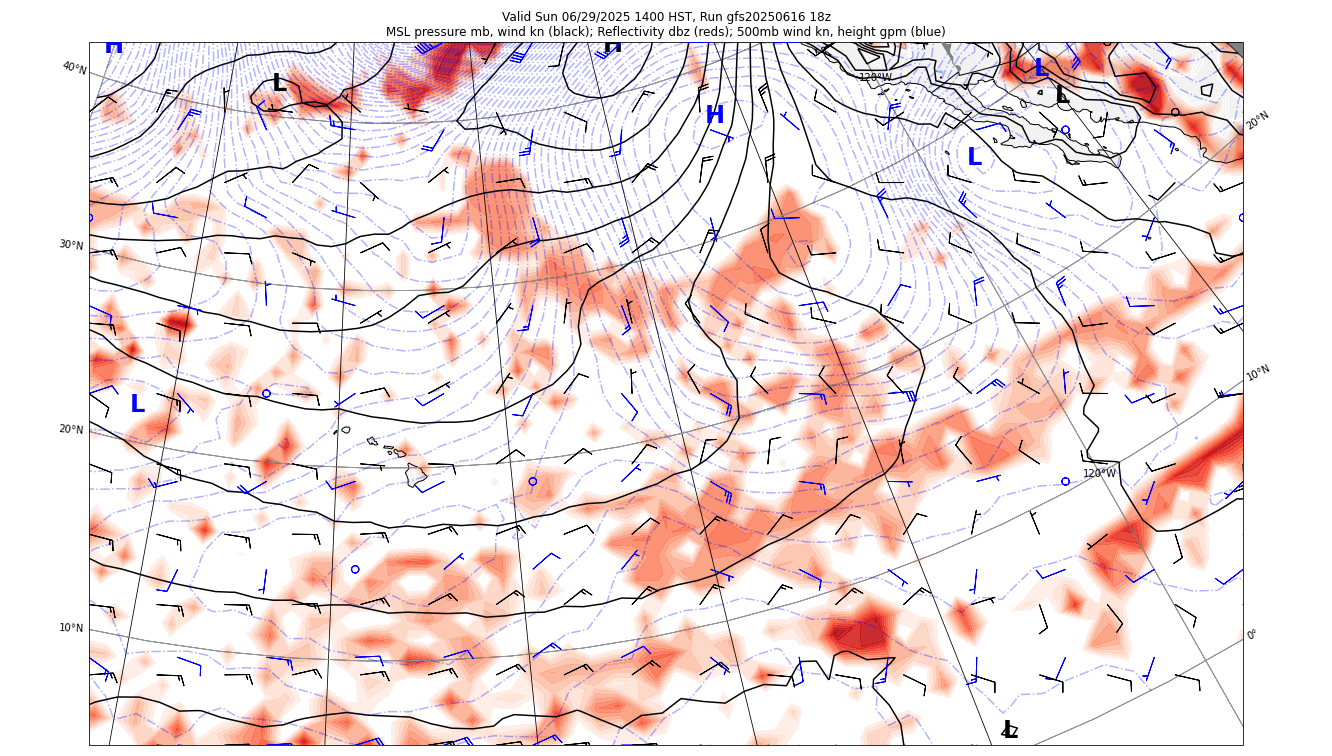 Valid Sun 06/29/2025 1400 HST, Run gfs20250616 18z
MSL pressure mb, wind kn (black); Reflectivity dbz (reds); 500mb wind kn, height gpm (blue)
H
H
40°N
L
120°W
L
L
20°N
H
L
30°N
10°N
L
20°N
120°W
10°N
0°
L